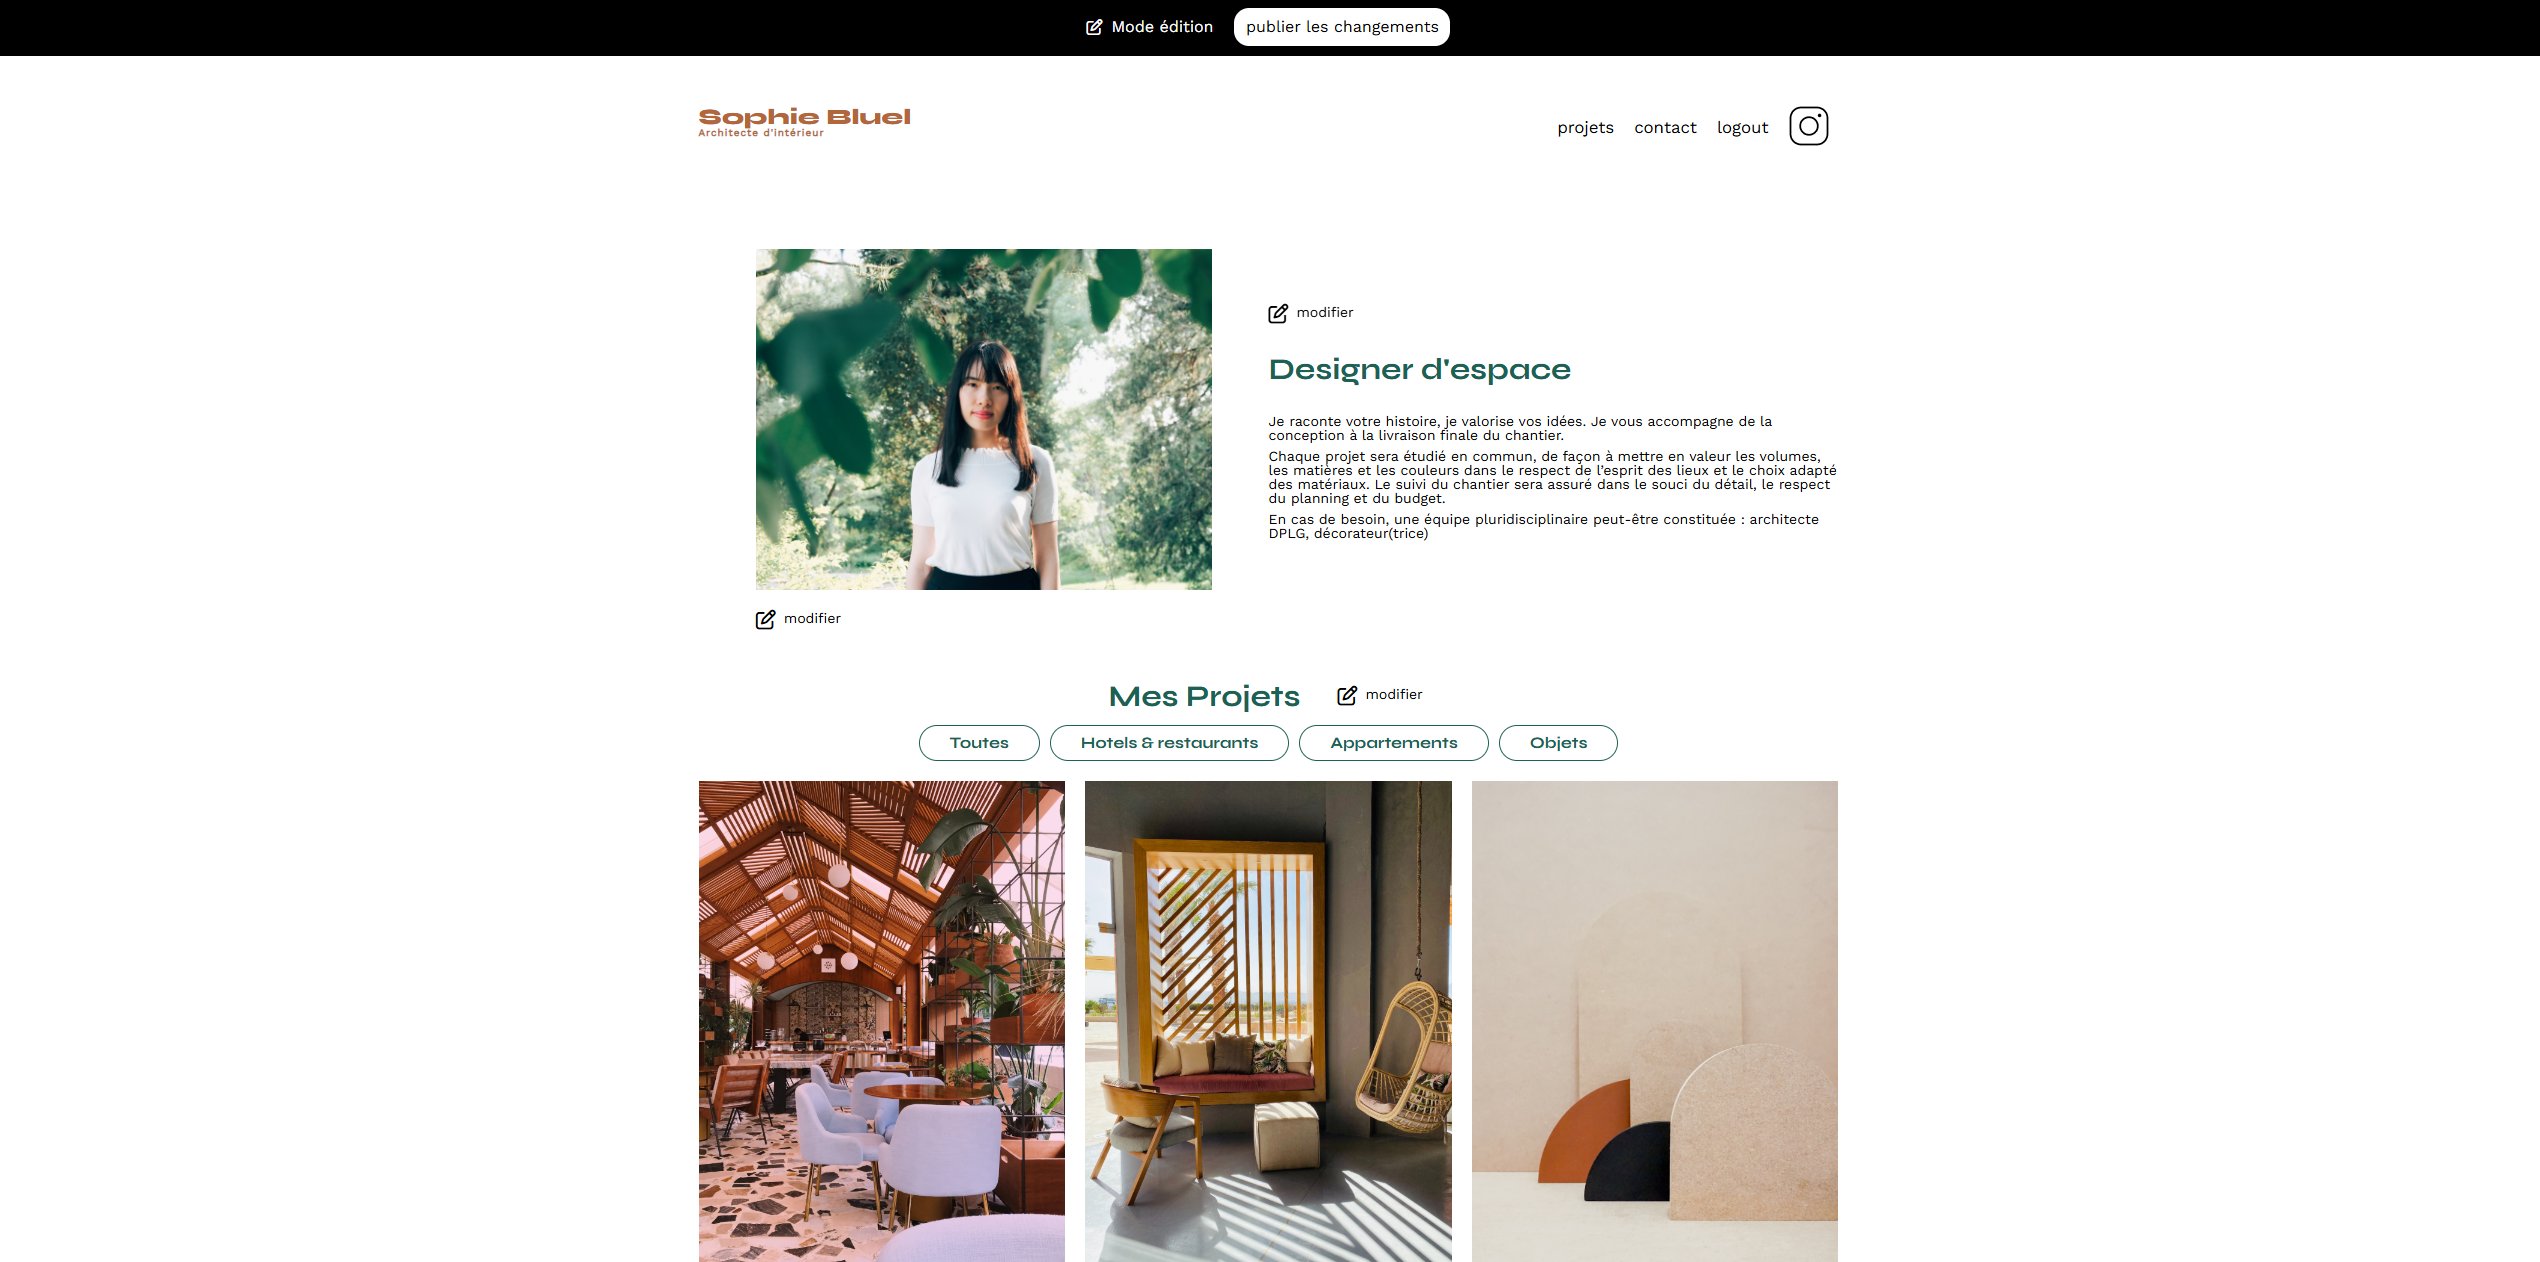 Mode édition
publier les changements
Sophie Bluel
Architecte d'intérieur
projets
contact
logout
modifier
Designer d'espace
Je raconte votre histoire, je valorise vos idées. Je vous accompagne de la
conception à la livraison finale du chantier.
Chaque projet sera étudié en commun, de façon à mettre en valeur les volumes,
les matières et les couleurs dans le respect de l’esprit des lieux et le choix adapté
des matériaux. Le suivi du chantier sera assuré dans le souci du détail, le respect
du planning et du budget.
En cas de besoin, une équipe pluridisciplinaire peut-être constituée : architecte
DPLG, décorateur(trice)
modifier
Mes Projets
modifier
Toutes
Hotels & restaurants
Appartements
Objets